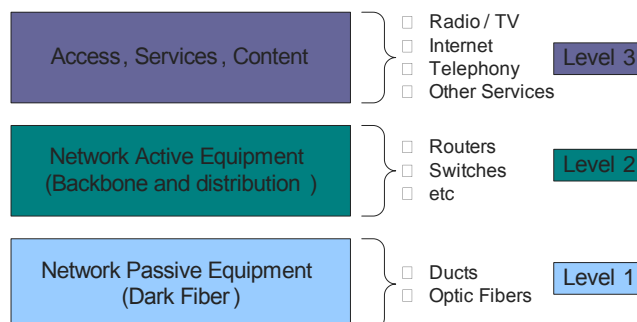 Access, Services, Content
Radio / TV
Internet
Telephony
Other Services
Level 3
Network Active Equipment
(Backbone and distribution )
Routers
Switches
etc
Level 2
Network Passive Equipment
(Dark Fiber)
Ducts
Optic Fibers
Level 1